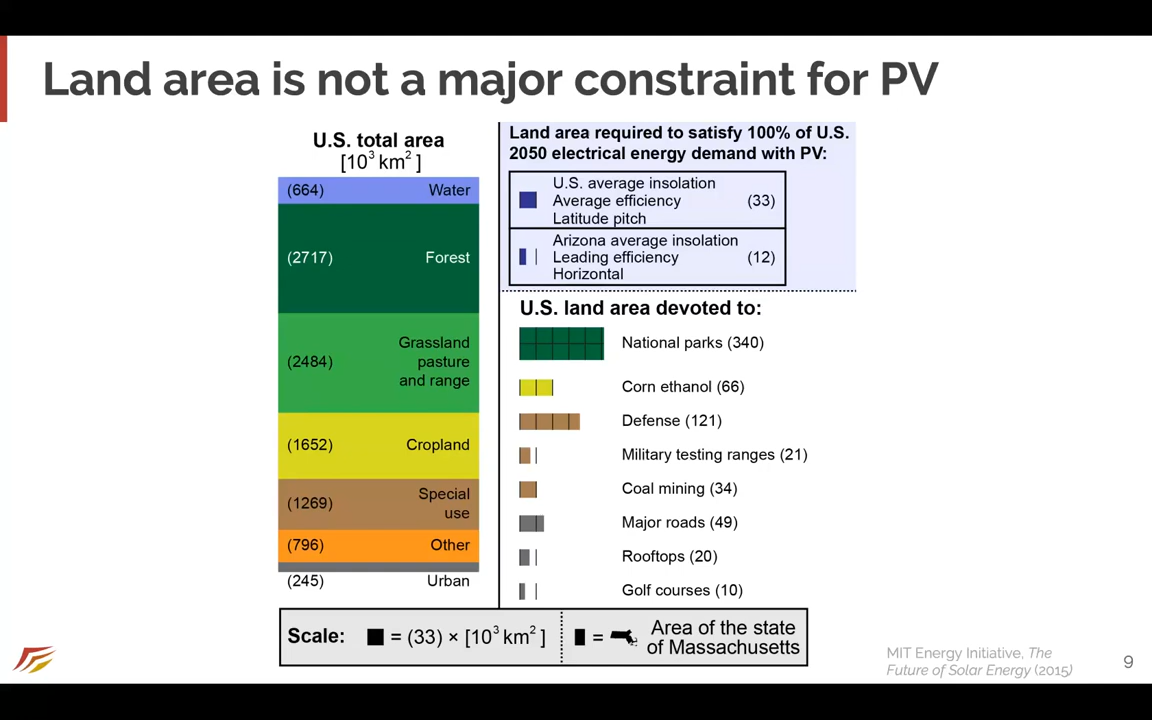 Land area is not a major constraint for PV
U.S. total area
[10³ km²]
(664) Water
(2717) Forest
(2484) Grassland
pasture
and range
(1652) Cropland
(1269) Special
use
(796) Other
(245) Urban
Land area required to satisfy 100% of U.S.
2050 electrical energy demand with PV:
U.S. average insolation
Average efficiency (33)
Latitude pitch
Arizona average insolation
Leading efficiency (12)
Horizontal
U.S. land area devoted to:
National parks (340)
Corn ethanol (66)
Defense (121)
Military testing ranges (21)
Coal mining (34)
Major roads (49)
Rooftops (20)
Golf courses (10)
Scale: = (33) × [10³ km²]
= Area of the state
of Massachusetts
MIT Energy Initiative, The
Future of Solar Energy (2015)
9